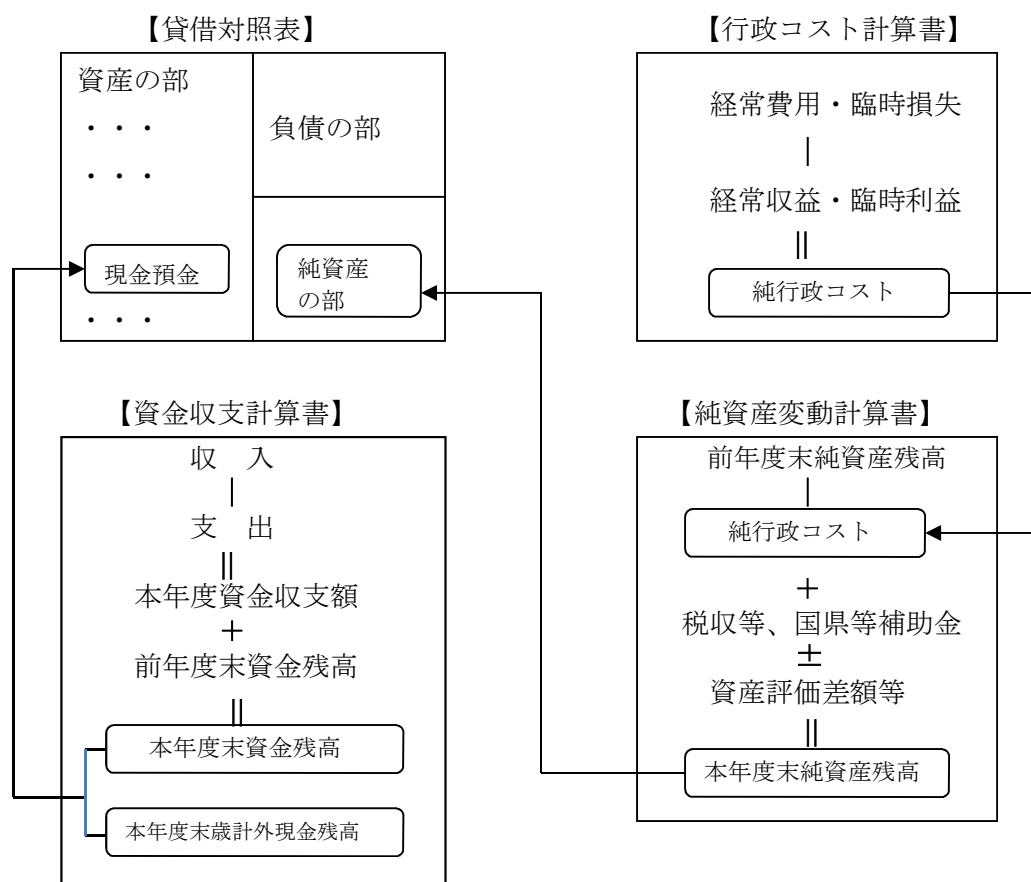 【貸借対照表】
資産の部
・・・
・・・
現金預金
・・・
負債の部
純資産
の部
【行政コスト計算書】
経常費用・臨時損失
|
経常収益・臨時利益
||
純行政コスト
【資金収支計算書】
収　入
|
支　出
||
本年度資金収支額
＋
前年度末資金残高
||
本年度末資金残高
本年度末歳計外現金残高
【純資産変動計算書】
前年度末純資産残高
|
純行政コスト
＋
税収等、国県等補助金
±
資産評価差額等
||
本年度末純資産残高